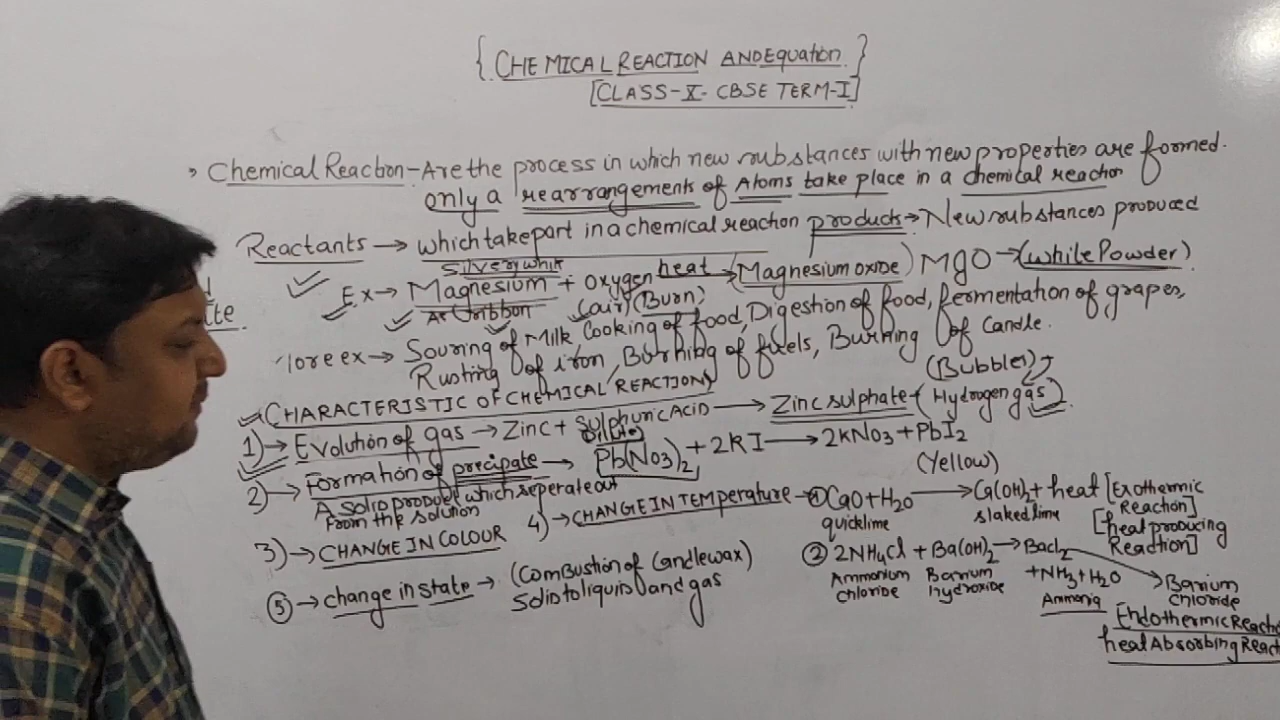 { CHEMICAL REACTION AND Equation }
[CLASS-X- CBSE TERM-I]
Chemical Reaction - Are the process in which new substances with new properties are formed.
only a rearrangements of Atoms take place in a chemical reaction
Reactants → which take part in a chemical reaction products → New substances produced
silvery white
Ex → Magnesium + Oxygen heat → (Magnesium oxide) MgO → (white Powder)
ribbon (air) (Burn)
More ex → Souring of Milk Cooking of food, Digestion of food, fermentation of grapes,
Rusting of iron, Burning of fuels, Burning of Candle.
(Bubbles)
CHARACTERISTIC OF CHEMICAL REACTIONS
1) → Evolution of gas → Zinc + Sulphuric ACID → Zinc sulphate + (Hydrogen gas)
Dilute
2) → Formation of precipate → Pb(NO3)2 + 2KI → 2KNO3 + PbI2
(Yellow)
A solid product which seperate out
From the solution
3) → CHANGE IN COLOUR
4) → CHANGE IN TEMPERATURE → ① CaO + H2O → Ca(OH)2 + heat [Exothermic Reaction]
quicklime slaked lime [heat producing Reaction]
② 2NH4Cl + Ba(OH)2 → BaCl2 + NH3 + H2O
Ammonium chloride Barium hydroxide Ammonia Barium chloride
Endothermic Reacti
heat Absorbing React
⑤ → change in state → (Combustion of Candle wax)
Solid to liquid and gas